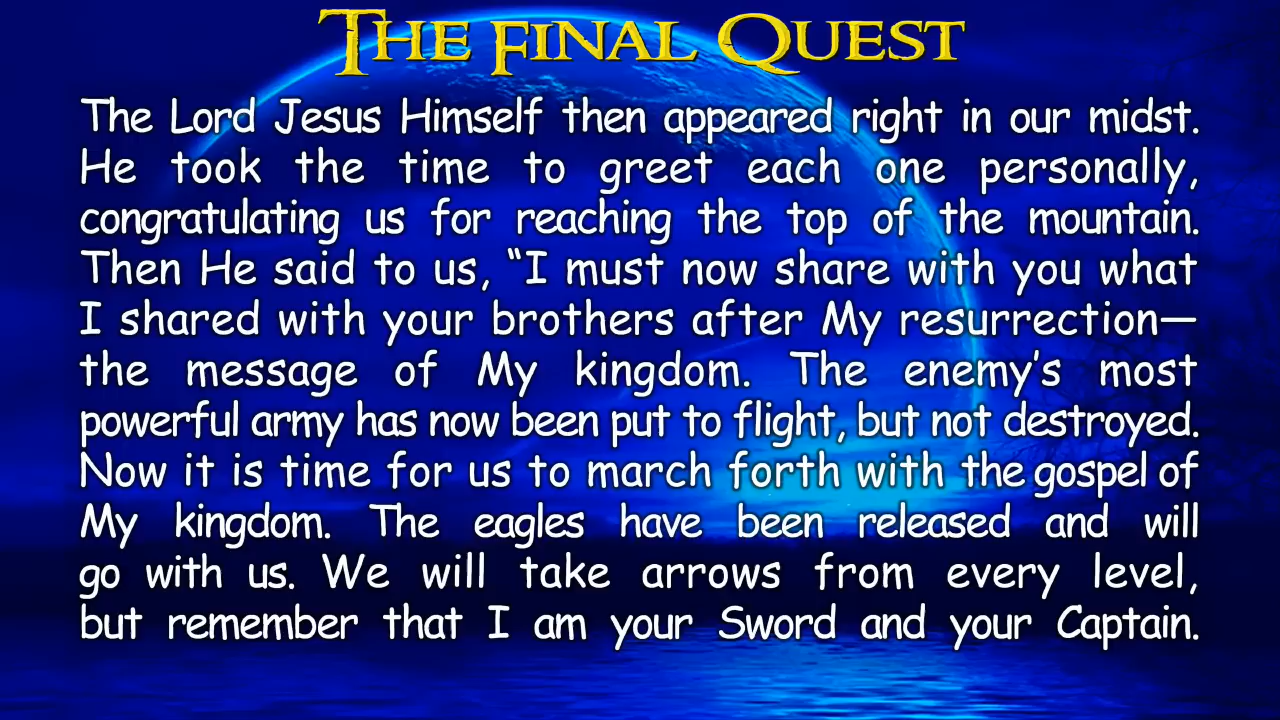 The Final Quest
The Lord Jesus Himself then appeared right in our midst.
He took the time to greet each one personally,
congratulating us for reaching the top of the mountain.
Then He said to us, “I must now share with you what
I shared with your brothers after My resurrection—
the message of My kingdom. The enemy’s most
powerful army has now been put to flight, but not destroyed.
Now it is time for us to march forth with the gospel of
My kingdom. The eagles have been released and will
go with us. We will take arrows from every level,
but remember that I am your Sword and your Captain.